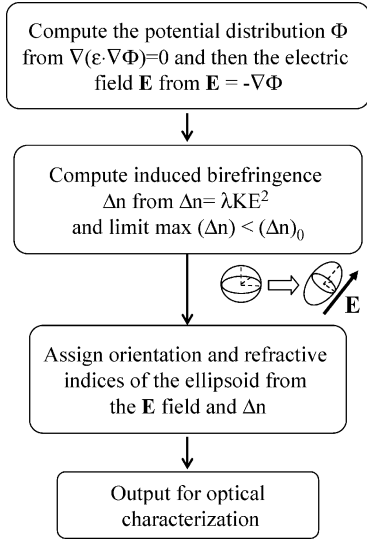 Compute the potential distribution Φ
from ∇(ε·∇Φ)=0 and then the electric
field E from E = -∇Φ
Compute induced birefringence
Δn from Δn= λKE²
and limit max (Δn) < (Δn)₀
E
Assign orientation and refractive
indices of the ellipsoid from
the E field and Δn
Output for optical
characterization